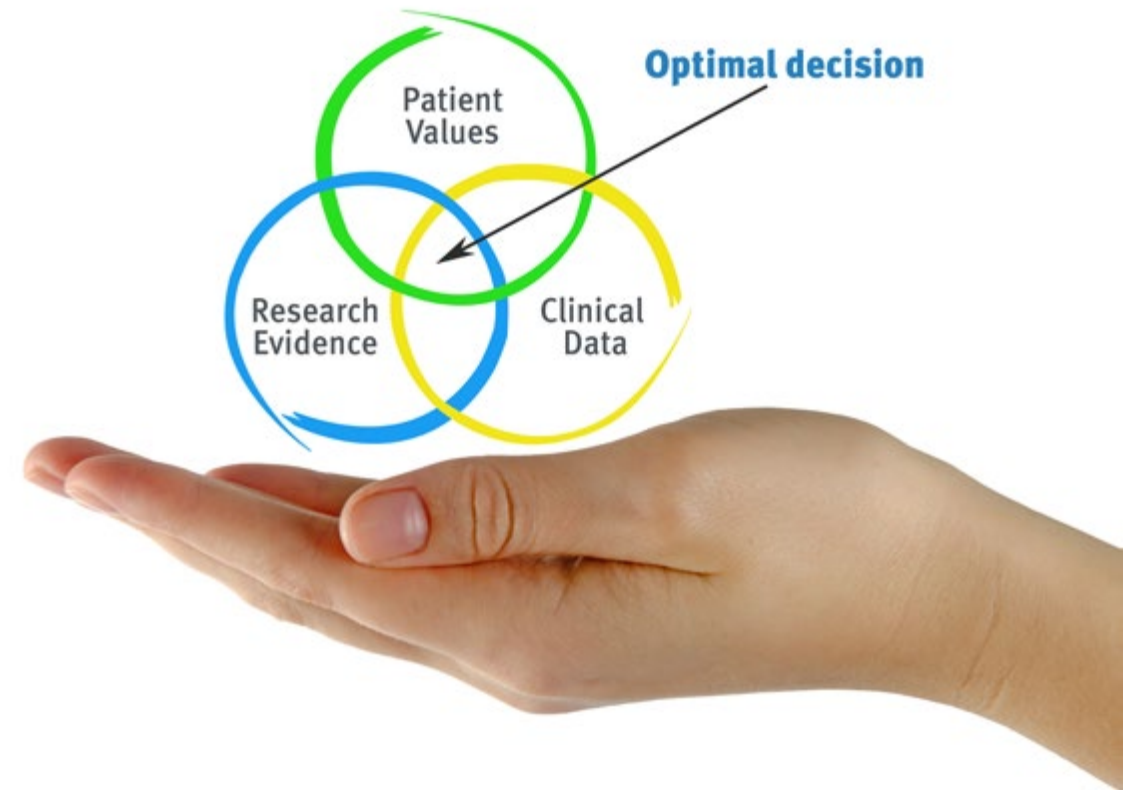 Optimal decision
Patient
Values
Research
Evidence
Clinical
Data